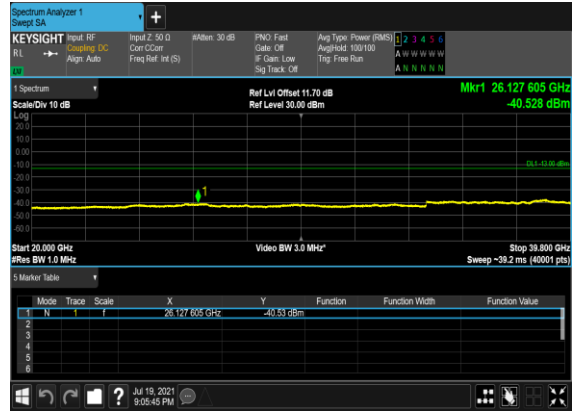 Spectrum Analyzer 1
Swept SA
+
KEYSIGHT Input: RF Input Z: 50 Ω #Atten: 30 dB PNO: Fast Avg Type: Power (RMS) 1 2 3 4 5 6
RL Coupling: DC Corr CCorr Gate: Off Avg|Hold: 100/100 A W W W W W
Align: Auto Freq Ref: Int (S) IF Gain: Low Trig: Free Run
LV Sig Track: Off A N N N N N
1 Spectrum Ref Lvl Offset 11.70 dB Mkr1 26.127 605 GHz
Scale/Div 10 dB Ref Level 30.00 dBm -40.528 dBm
Log
20.0
10.0
0.00
-10.0 DL1 -13.00 dBm
-20.0
-30.0 1
-40.0
-50.0
-60.0
Start 20.000 GHz Video BW 3.0 MHz* Stop 39.800 GHz
#Res BW 1.0 MHz Sweep ~39.2 ms (40001 pts)
5 Marker Table
Mode Trace Scale X Y Function Function Width Function Value
1 N 1 f 26.127 605 GHz -40.53 dBm
2
3
4
5
6
? Jul 19, 2021
9:05:45 PM